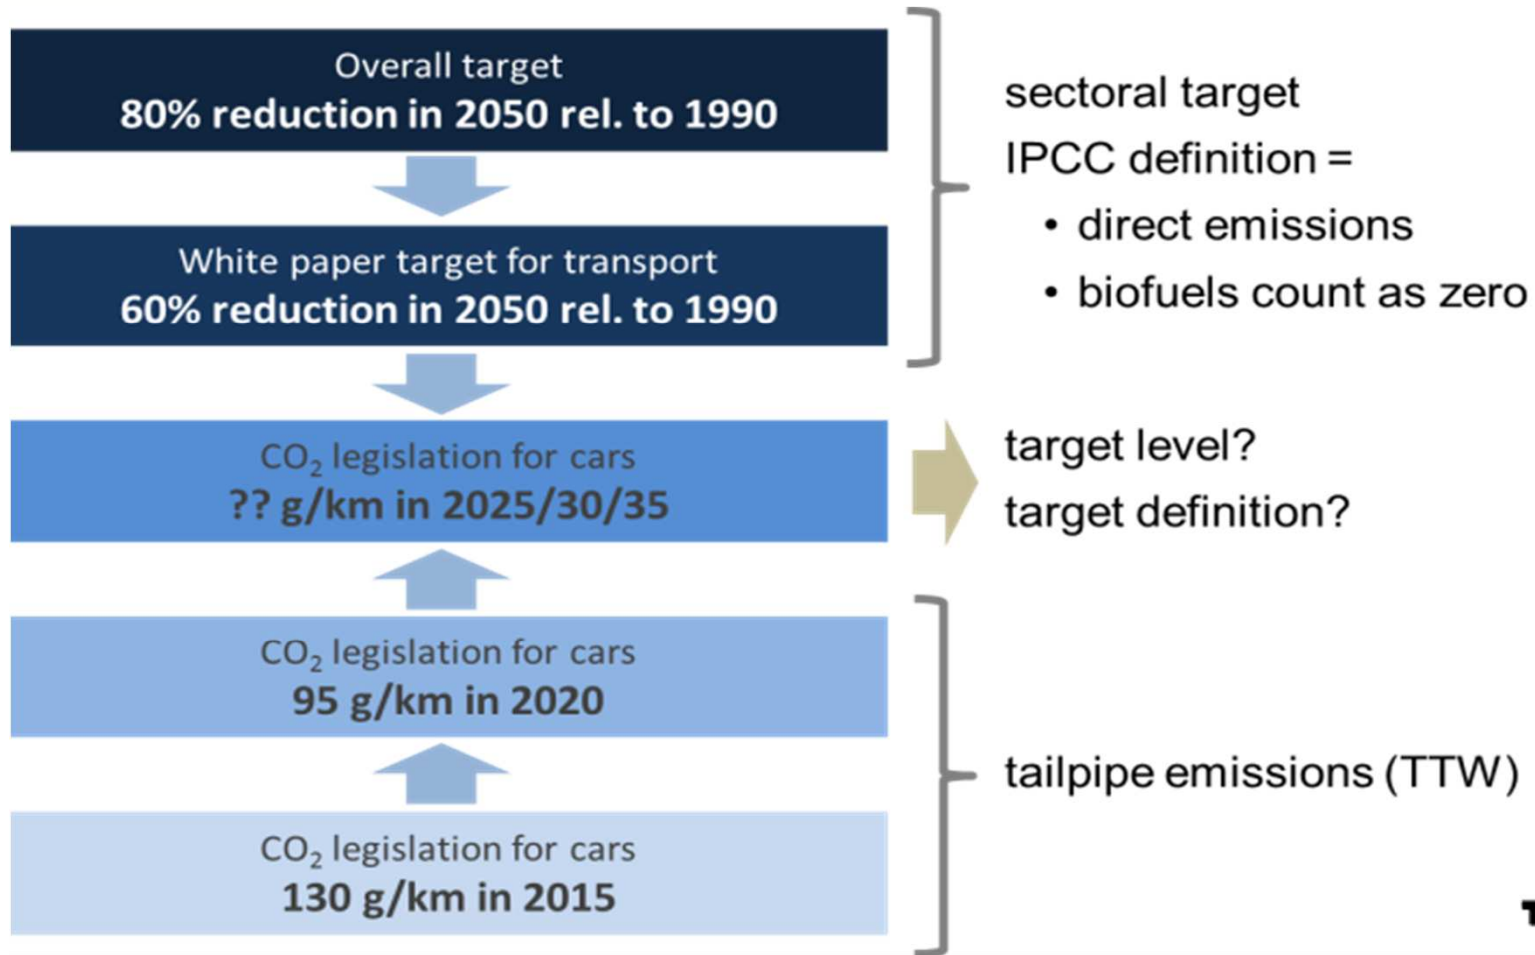 Overall target
80% reduction in 2050 rel. to 1990
White paper target for transport
60% reduction in 2050 rel. to 1990
sectoral target
IPCC definition =
• direct emissions
• biofuels count as zero
CO₂ legislation for cars
?? g/km in 2025/30/35
target level?
target definition?
CO₂ legislation for cars
95 g/km in 2020
CO₂ legislation for cars
130 g/km in 2015
tailpipe emissions (TTW)